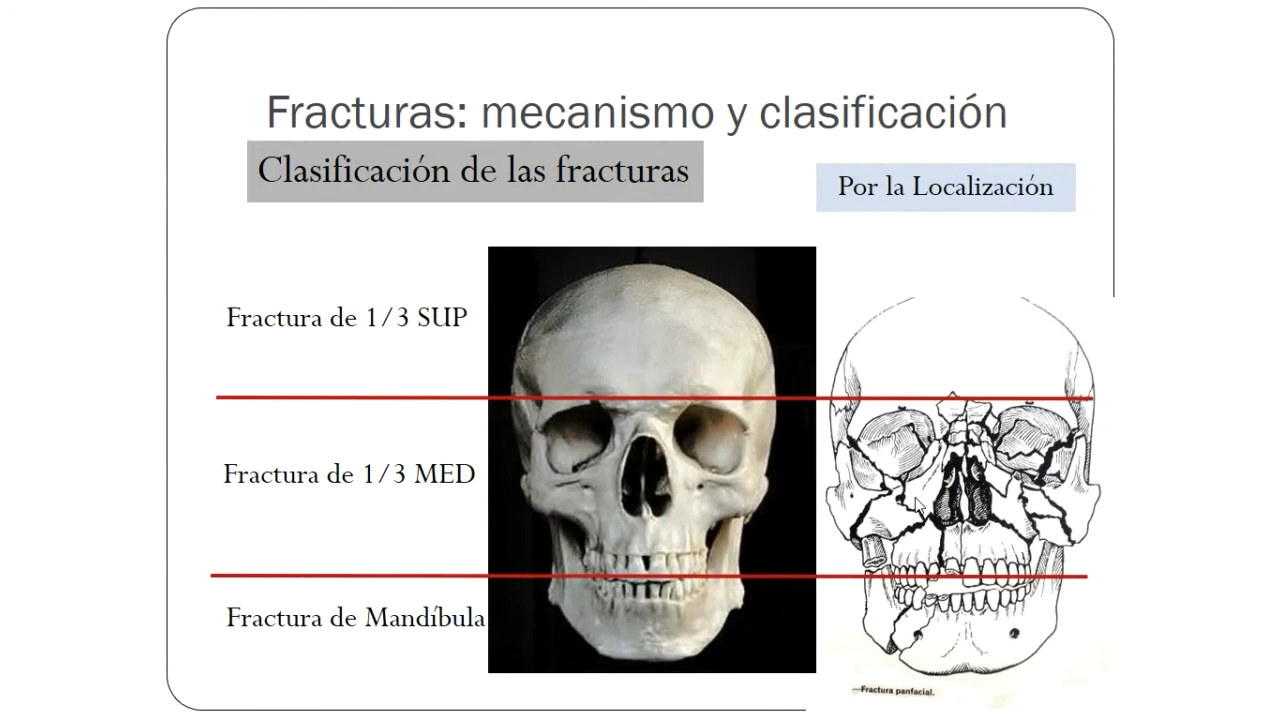 Fracturas: mecanismo y clasificación
Clasificación de las fracturas
Por la Localización
Fractura de 1/3 SUP
Fractura de 1/3 MED
Fractura de Mandíbula
—Fractura panfacial.